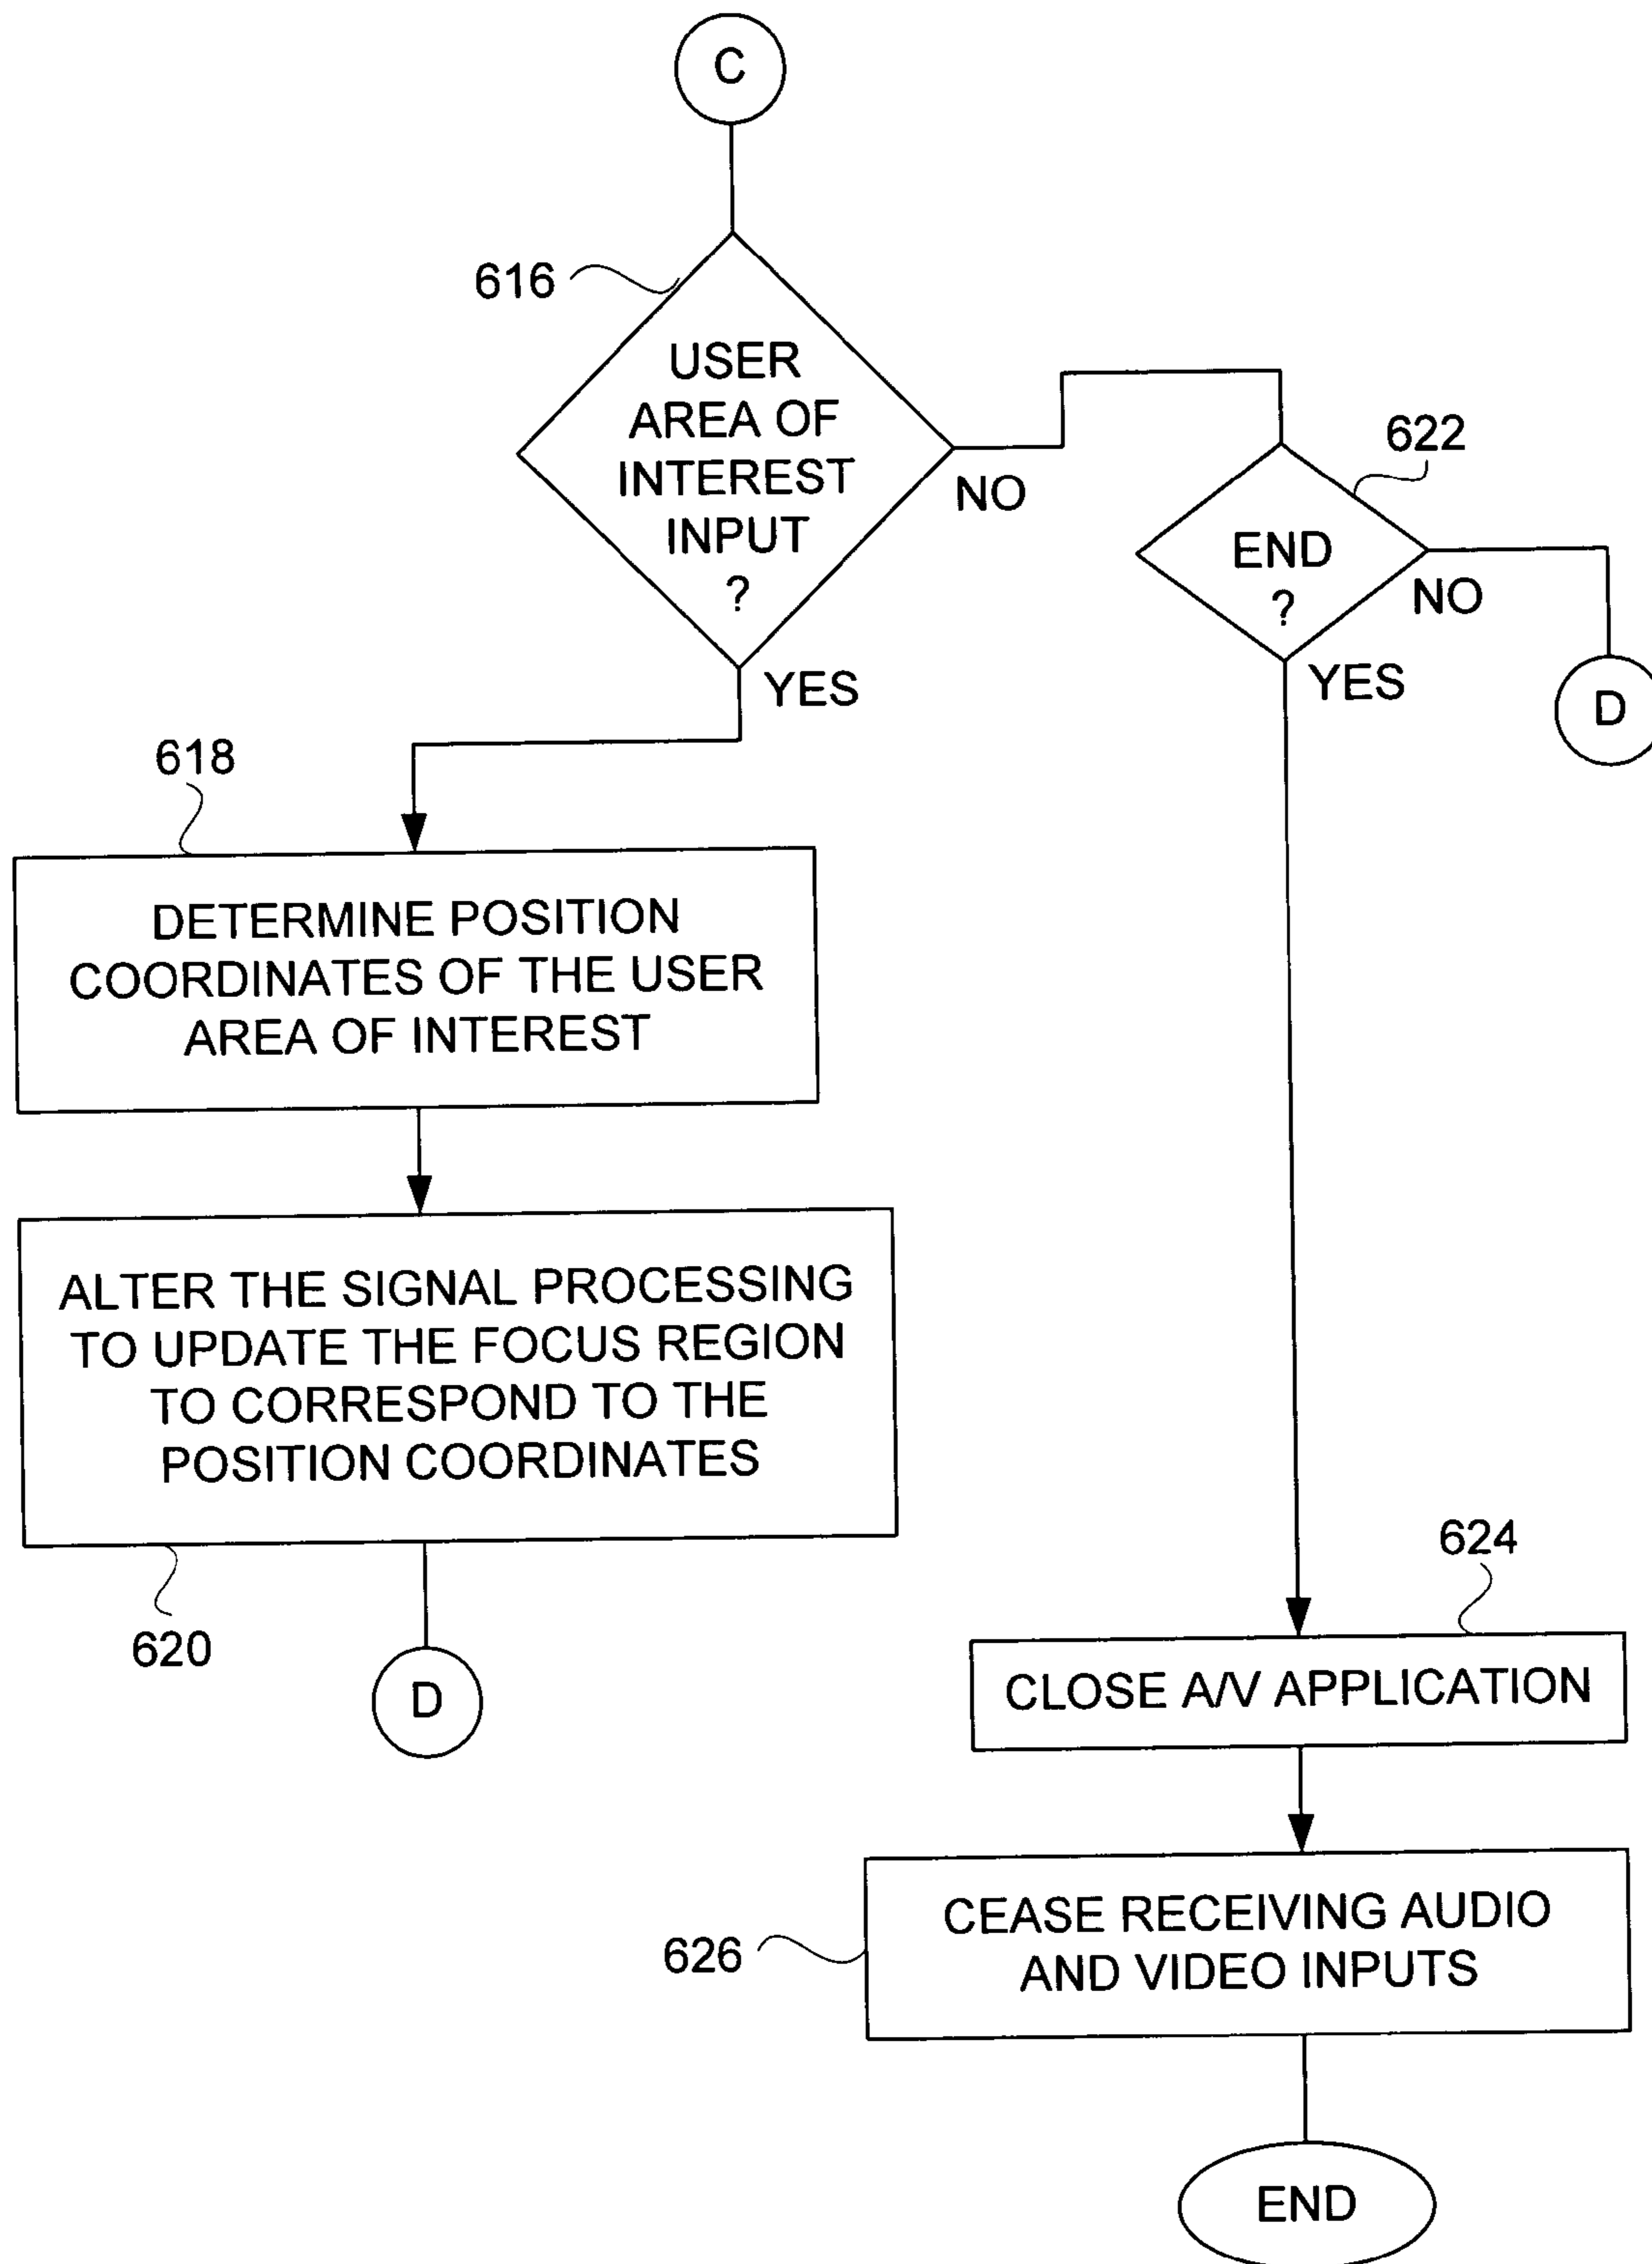 C
616
USER
AREA OF
INTEREST
INPUT
?
NO
YES
622
END
?
NO
YES
D
618
DETERMINE POSITION
COORDINATES OF THE USER
AREA OF INTEREST
ALTER THE SIGNAL PROCESSING
TO UPDATE THE FOCUS REGION
TO CORRESPOND TO THE
POSITION COORDINATES
620
D
624
CLOSE A/V APPLICATION
626
CEASE RECEIVING AUDIO
AND VIDEO INPUTS
END